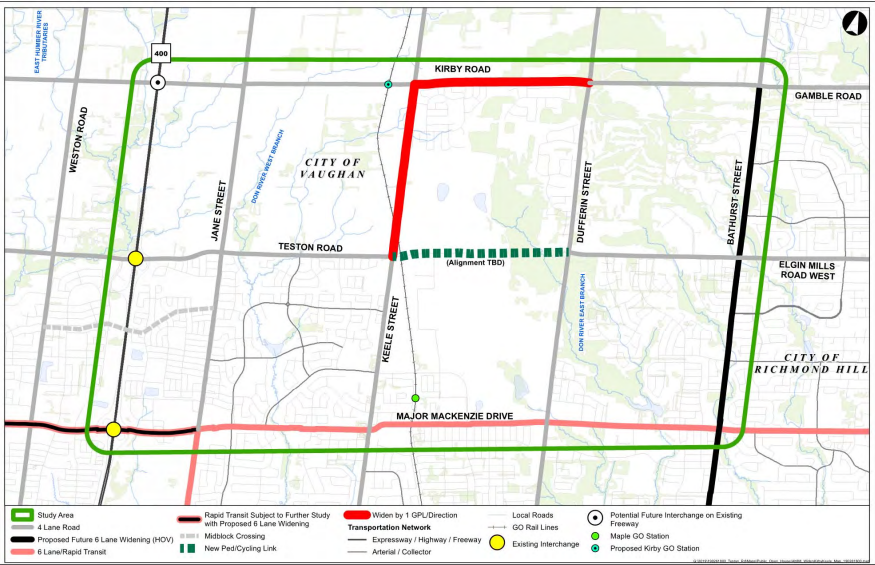 EAST HUMBER RIVER
TRIBUTARIES
400
KIRBY ROAD
GAMBLE ROAD
WESTON ROAD
DON RIVER WEST BRANCH
CITY OF
VAUGHAN
JANE STREET
DUFFERIN STREET
BATHURST STREET
TESTON ROAD
(Alignment TBD)
ELGIN MILLS
ROAD WEST
KEELE STREET
DON RIVER EAST BRANCH
CITY OF
RICHMOND HILL
MAJOR MACKENZIE DRIVE
Study Area
4 Lane Road
Proposed Future 6 Lane Widening (HOV)
6 Lane/Rapid Transit
Rapid Transit Subject to Further Study
with Proposed 6 Lane Widening
Midblock Crossing
New Ped/Cycling Link
Widen by 1 GPL/Direction
Transportation Network
Expressway / Highway / Freeway
Arterial / Collector
Local Roads
GO Rail Lines
Existing Interchange
Potential Future Interchange on Existing
Freeway
Maple GO Station
Proposed Kirby GO Station